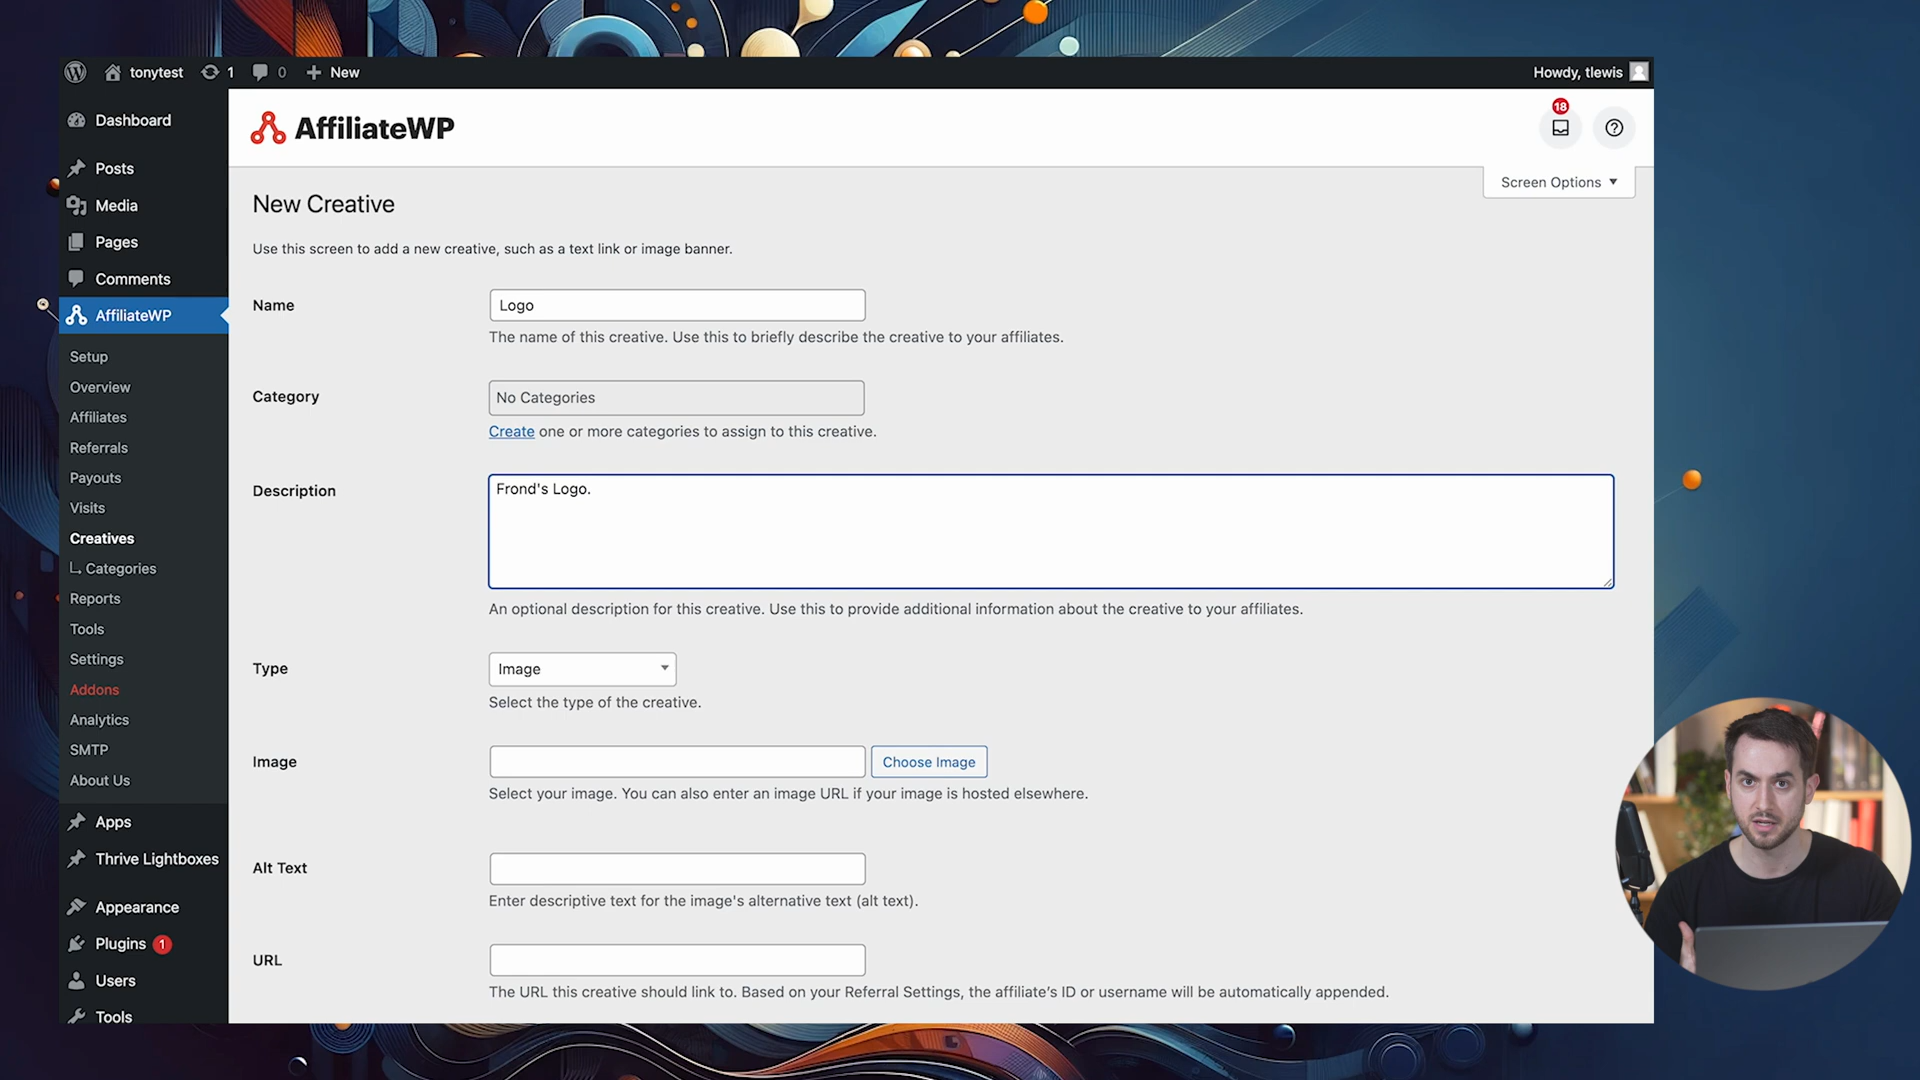 tonytest 1 0 New
Howdy, tlewis
Dashboard
Posts
Media
Pages
Comments
AffiliateWP
Setup
Overview
Affiliates
Referrals
Payouts
Visits
Creatives
Categories
Reports
Tools
Settings
Addons
Analytics
SMTP
About Us
Apps
Thrive Lightboxes
Appearance
Plugins 1
Users
Tools
AffiliateWP
18
Screen Options
New Creative
Use this screen to add a new creative, such as a text link or image banner.
Name
Logo
The name of this creative. Use this to briefly describe the creative to your affiliates.
Category
No Categories
Create one or more categories to assign to this creative.
Description
Frond's Logo.
An optional description for this creative. Use this to provide additional information about the creative to your affiliates.
Type
Image
Select the type of the creative.
Image
Choose Image
Select your image. You can also enter an image URL if your image is hosted elsewhere.
Alt Text
Enter descriptive text for the image's alternative text (alt text).
URL
The URL this creative should link to. Based on your Referral Settings, the affiliate’s ID or username will be automatically appended.